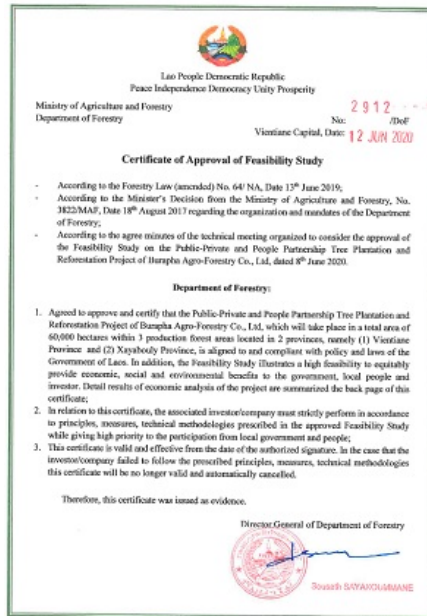 Lao People Democratic Republic
Peace Independence Democracy Unity Prosperity
Ministry of Agriculture and Forestry
Department of Forestry
2912
No: /DoF
Vientiane Capital, Date: 12 JUN 2020
Certificate of Approval of Feasibility Study
- According to the Forestry Law (amended) No. 64/ NA, Date 13th June 2019;
- According to the Minister's Decision from the Ministry of Agriculture and Forestry, No.
3822/MAF, Date 18th August 2017 regarding the organization and mandates of the Department
of Forestry;
- According to the agree minutes of the technical meeting organized to consider the approval of
the Feasibility Study on the Public-Private and People Partnership Tree Plantation and
Reforestation Project of Burapha Agro-Forestry Co., Ltd, dated 8th June 2020.
Department of Forestry:
1. Agreed to approve and certify that the Public-Private and People Partnership Tree Plantation and
Reforestation Project of Burapha Agro-Forestry Co., Ltd, which will take place in a total area of
60,000 hectares within 3 production forest areas located in 2 provinces, namely (1) Vientiane
Province and (2) Xayabouly Province, is aligned to and compliant with policy and laws of the
Government of Laos. In addition, the Feasibility Study illustrates a high feasibility to equitably
provide economic, social and environmental benefits to the government, local people and
investor. Detail results of economic analysis of the project are summarized the back page of this
certificate;
2. In relation to this certificate, the associated investor/company must strictly perform in accordance
to principles, measures, technical methodologies prescribed in the approved Feasibility Study
while giving high priority to the participation from local government and people;
3. This certificate is valid and effective from the date of the authorized signature. In the case that the
investor/company failed to follow the prescribed principles, measures, technical methodologies
this certificate will be no longer valid and automatically cancelled.
Therefore, this certificate was issued as evidence.
Director General of Department of Forestry
Sousath SAYAKOUMMANE